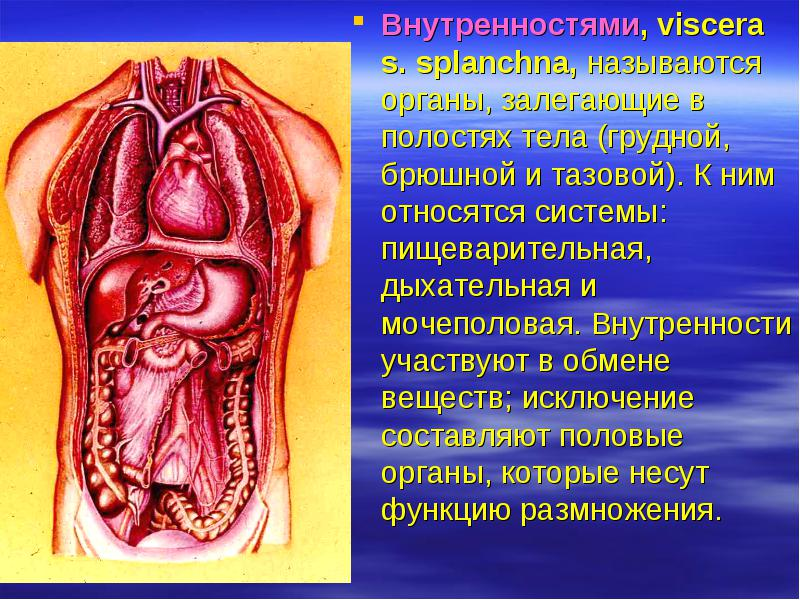 Внутренностями, viscera
s. splanchna, называются
органы, залегающие в
полостях тела (грудной,
брюшной и тазовой). К ним
относятся системы:
пищеварительная,
дыхательная и
мочеполовая. Внутренности
участвуют в обмене
веществ; исключение
составляют половые
органы, которые несут
функцию размножения.